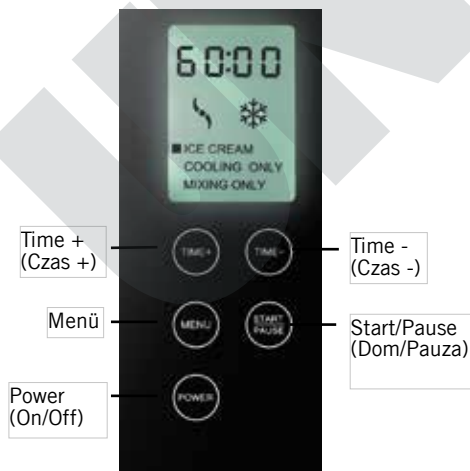 60:00
ICE CREAM
COOLING ONLY
MIXING ONLY
Time +
(Czas +)
TIME+
TIME-
Time -
(Czas -)
Menü
MENU
START
PAUSE
Start/Pause
(Dom/Pauza)
Power
(On/Off)
POWER